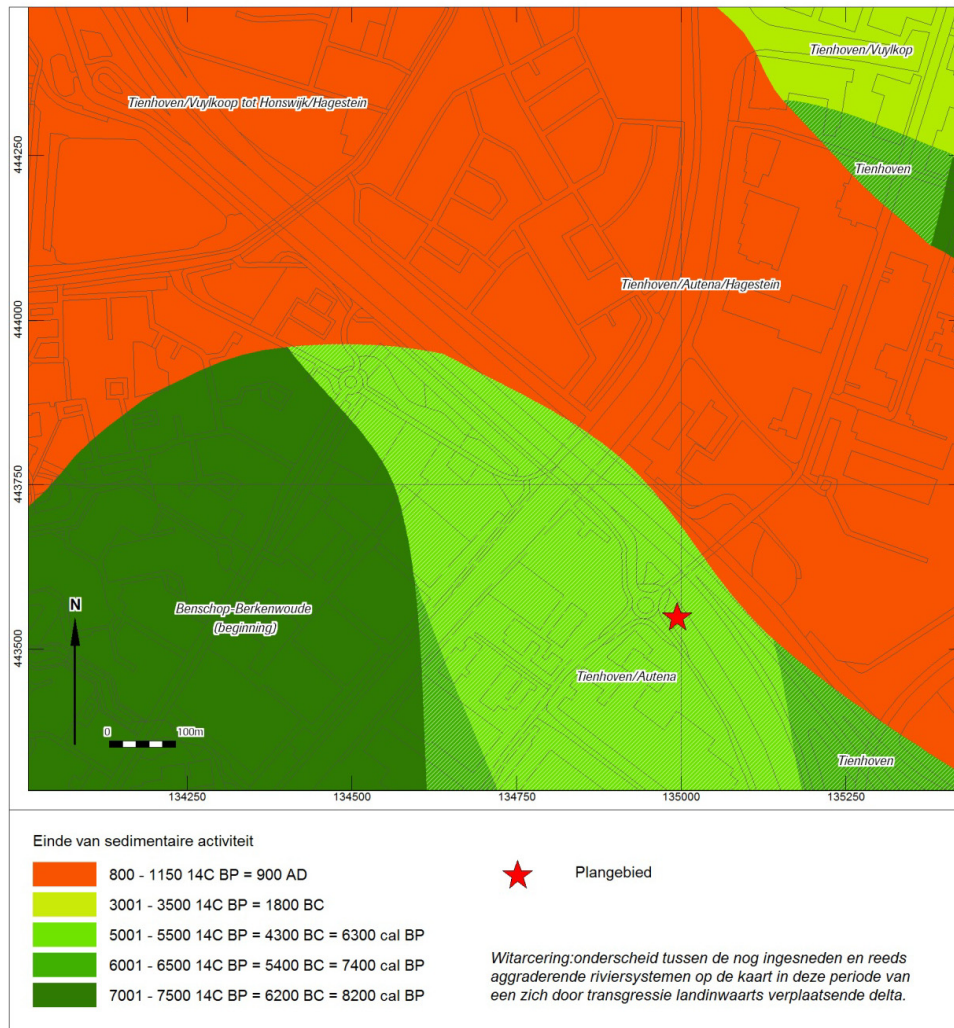 Tienhoven/Vuylkop
Tienhoven/Vuylkoop tot Honswijk/Hagestein
444250
Tienhoven
Tienhoven/Autena/Hagestein
444000
443750
Benschop-Berkenwoude
(beginning)
N
443500
Tienhoven/Autena
0 100m
Tienhoven
134250 134500 134750 135000 135250
Einde van sedimentaire activiteit
800 - 1150 14C BP = 900 AD
3001 - 3500 14C BP = 1800 BC
5001 - 5500 14C BP = 4300 BC = 6300 cal BP
6001 - 6500 14C BP = 5400 BC = 7400 cal BP
7001 - 7500 14C BP = 6200 BC = 8200 cal BP
Plangebied
Witarcering:onderscheid tussen de nog ingesneden en reeds
aggraderende riviersystemen op de kaart in deze periode van
een zich door transgressie landinwaarts verplaatsende delta.